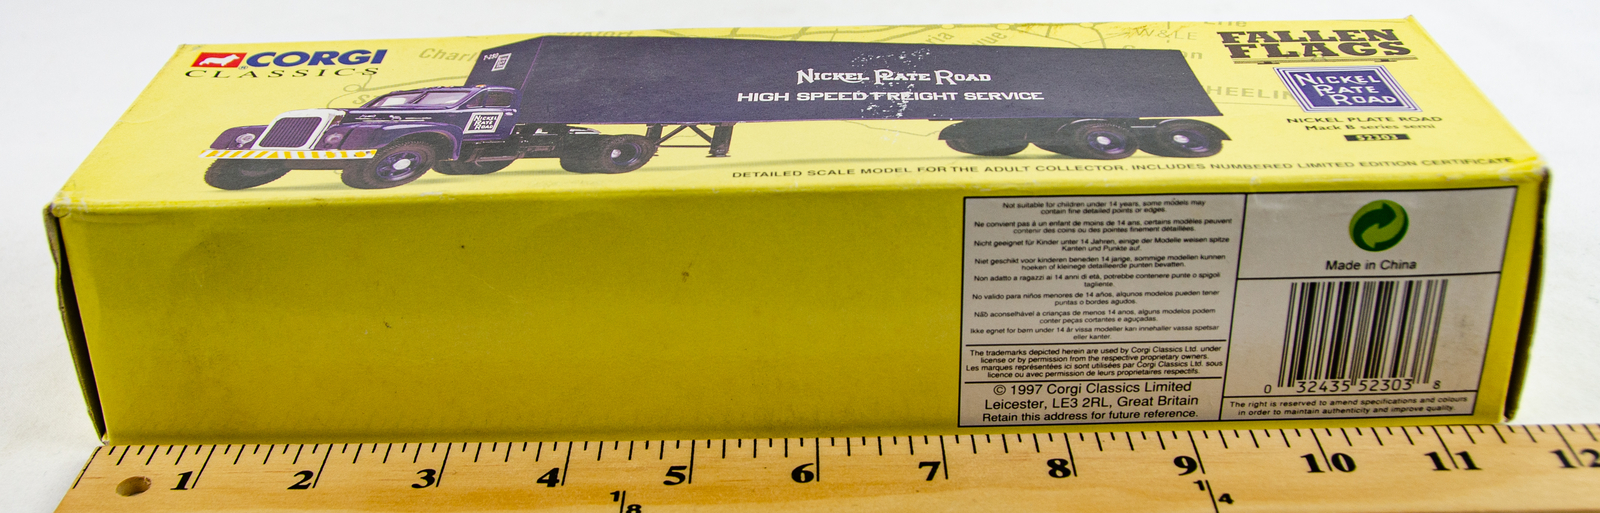 CORGI
CLASSICS
NICKEL PLATE ROAD
HIGH SPEED FREIGHT SERVICE
NICKEL
PLATE
ROAD
FALLEN
FLAGS
NICKEL
PLATE
ROAD
NICKEL PLATE ROAD
Mack B series semi
52303
DETAILED SCALE MODEL FOR THE ADULT COLLECTOR. INCLUDES NUMBERED LIMITED EDITION CERTIFICATE
Not suitable for children under 14 years, some models may
contain fine detailed points or edges.
Ne convient pas à un enfant de moins de 14 ans, certains modèles peuvent
contenir des coins ou des pointes finement détaillées.
Nicht geeignet für Kinder unter 14 Jahren, einige der Modelle weisen spitze
Kanten und Punkte auf.
Niet geschikt voor kinderen beneden 14 jarige, sommige modellen kunnen
hoeken of kleinege detailleerde punten bevatten.
Non adatto a ragazzi ai 14 anni di età, potrebbe contenere punte o spigoli
tagliente.
No valido para niños menores de 14 años, algunos modelos pueden tener
puntas o bordes agudos.
Não aconselhável a crianças de menos 14 anos, alguns modelos podem
conter peças cortantes e aguçadas.
Ikke egnet for børn under 14 år vissa modeller kan innehaller vassa spetsar
eller kanter.
The trademarks depicted herein are used by Corgi Classics Ltd. under
license or by permission from the respective proprietary owners.
Les marques représentées ici sont utilisées par Corgi Classics Ltd. sous
licence ou avec permission de leurs proprietaires respectifs.
© 1997 Corgi Classics Limited
Leicester, LE3 2RL, Great Britain
Retain this address for future reference.
Made in China
0 32435 52303 8
The right is reserved to amend specifications and colours
in order to maintain authenticity and improve quality.
1 2 3 4 5 6 7 8 9 10 11 12
1/8 1/4